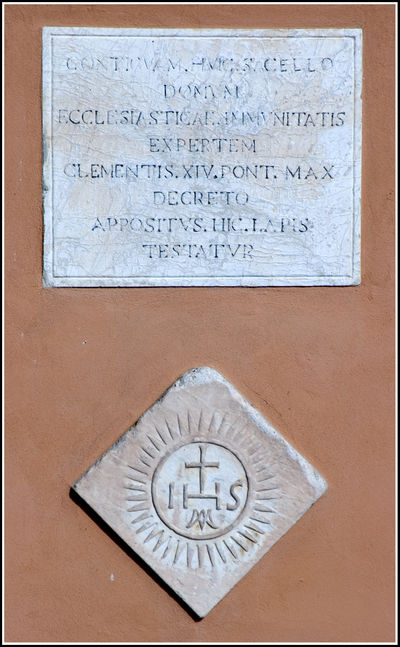 CONTIGVAM. HVIC. SACELLO
DOMVM
ECCLESIASTICAE. IMMVNITATIS
EXPERTEM
CLEMENTIS. XIV. PONT. MAX
DECRETO
APPOSITVS. HIC. LAPIS
TESTATVR
IHS